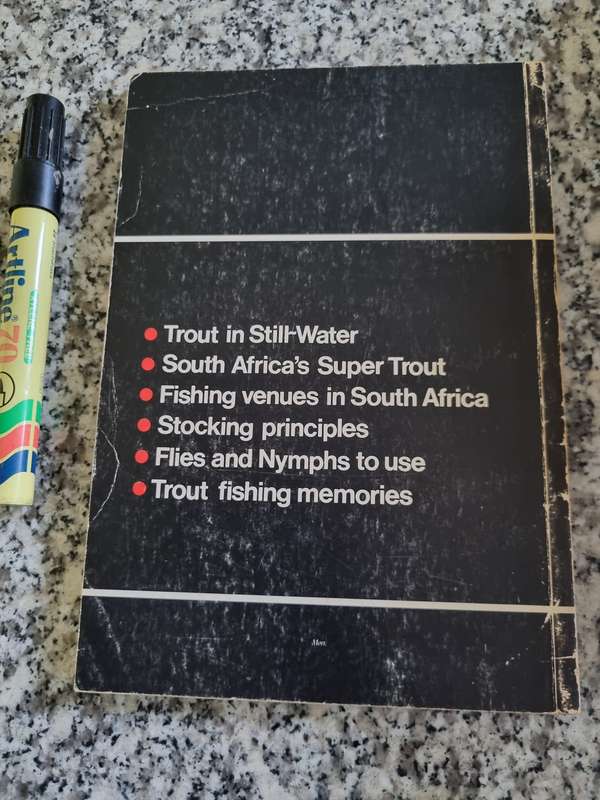 Artline 70
Trout in Still-Water
South Africa's Super Trout
Fishing venues in South Africa
Stocking principles
Flies and Nymphs to use
Trout fishing memories